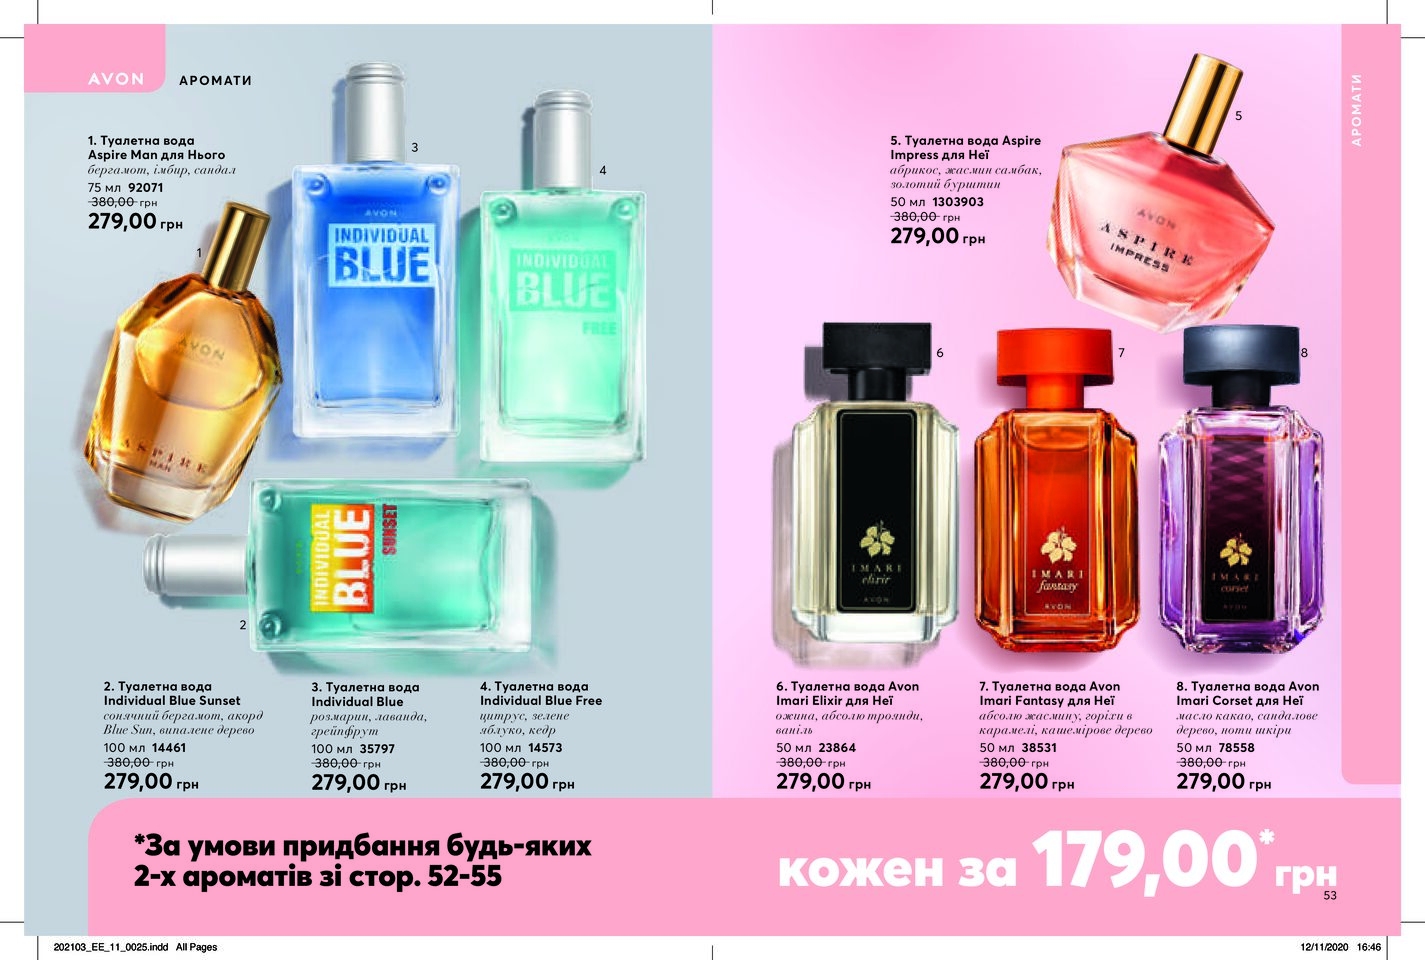 AVON
АРОМАТИ
1. Туалетна вода
Aspire Man для Нього
бергамот, імбир, сандал
75 мл 92071
380,00 грн
279,00 грн
1
AVON
ASPIRE
MAN
3
AVON
INDIVIDUAL
BLUE
4
INDIVIDUAL
BLUE
FREE
2
INDIVIDUAL
BLUE
SUNSET
2. Туалетна вода
Individual Blue Sunset
сонячний бергамот, акорд
Blue Sun, випалене дерево
100 мл 14461
380,00 грн
279,00 грн
3. Туалетна вода
Individual Blue
розмарин, лаванда,
грейпфрут
100 мл 35797
380,00 грн
279,00 грн
4. Туалетна вода
Individual Blue Free
цитрус, зелене
яблуко, кедр
100 мл 14573
380,00 грн
279,00 грн
5. Туалетна вода Aspire
Impress для Неї
абрикос, жасмин самбак,
золотий бурштин
50 мл 1303903
380,00 грн
279,00 грн
5
AVON
ASPIRE
IMPRESS
АРОМАТИ
6
IMARI
elixir
AVON
7
IMARI
fantasy
AVON
8
IMARI
corset
AVON
6. Туалетна вода Avon
Imari Elixir для Неї
ожина, абсолю троянди,
ваніль
50 мл 23864
380,00 грн
279,00 грн
7. Туалетна вода Avon
Imari Fantasy для Неї
абсолю жасмину, горіхи в
карамелі, кашемірове дерево
50 мл 38531
380,00 грн
279,00 грн
8. Туалетна вода Avon
Imari Corset для Неї
масло какао, сандалове
дерево, ноти шкіри
50 мл 78558
380,00 грн
279,00 грн
*За умови придбання будь-яких
2-х ароматів зі стор. 52-55
кожен за 179,00* грн
53
202103_EE_11_0025.indd All Pages
12/11/2020 16:46